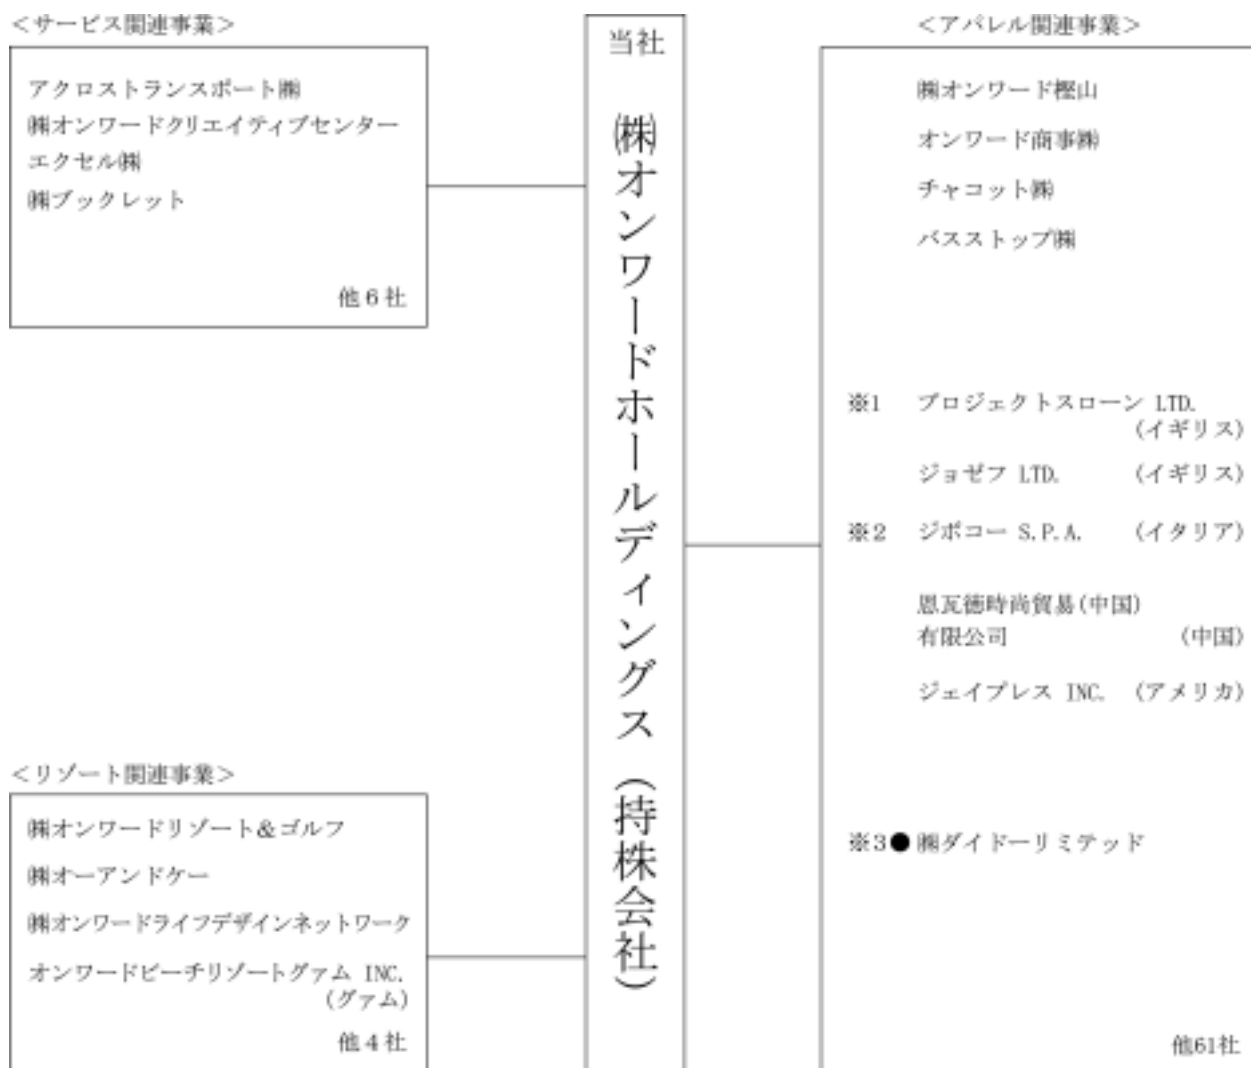 ＜サービス関連事業＞
アクロストランスポート㈱
㈱オンワードクリエイティブセンター
エクセル㈱
㈱ブックレット
他６社
＜リゾート関連事業＞
㈱オンワードリゾート＆ゴルフ
㈱オーアンドケー
㈱オンワードライフデザインネットワーク
オンワードビーチリゾートグァム INC.
(グァム)
他４社
当社
㈱オンワードホールディングス（持株会社）
＜アパレル関連事業＞
㈱オンワード樫山
オンワード商事㈱
チャコット㈱
バスストップ㈱
※1 プロジェクトスローン LTD.
(イギリス)
ジョゼフ LTD. (イギリス)
※2 ジボコー S.P.A. (イタリア)
恩瓦徳時尚貿易(中国)
有限公司 (中国)
ジェイプレス INC. (アメリカ)
※3●㈱ダイドーリミテッド
他61社